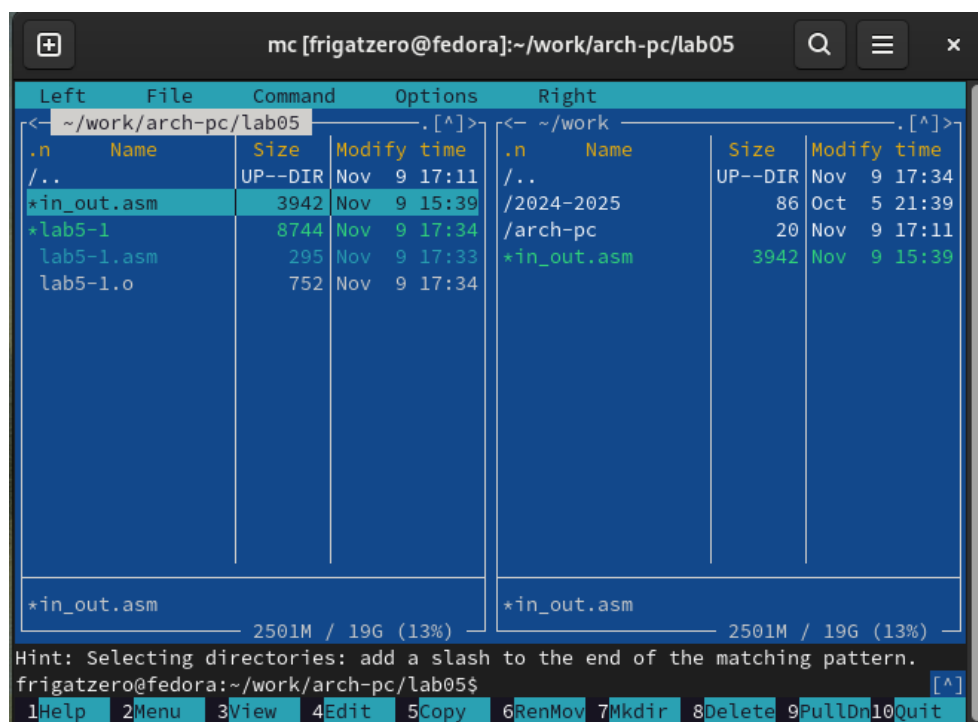 mc [frigatzero@fedora]:~/work/arch-pc/lab05
Left File Command Options Right
<─ ~/work/arch-pc/lab05 ─.[^]>
.n Name Size Modify time
/.. UP--DIR Nov 9 17:11
*in_out.asm 3942 Nov 9 15:39
*lab5-1 8744 Nov 9 17:34
lab5-1.asm 295 Nov 9 17:33
lab5-1.o 752 Nov 9 17:34
*in_out.asm
2501M / 19G (13%)
<─ ~/work ─.[^]>
.n Name Size Modify time
/.. UP--DIR Nov 9 17:34
/2024-2025 86 Oct 5 21:39
/arch-pc 20 Nov 9 17:11
*in_out.asm 3942 Nov 9 15:39
*in_out.asm
2501M / 19G (13%)
Hint: Selecting directories: add a slash to the end of the matching pattern.
frigatzero@fedora:~/work/arch-pc/lab05$ [^]
1Help 2Menu 3View 4Edit 5Copy 6RenMov 7Mkdir 8Delete 9PullDn 10Quit